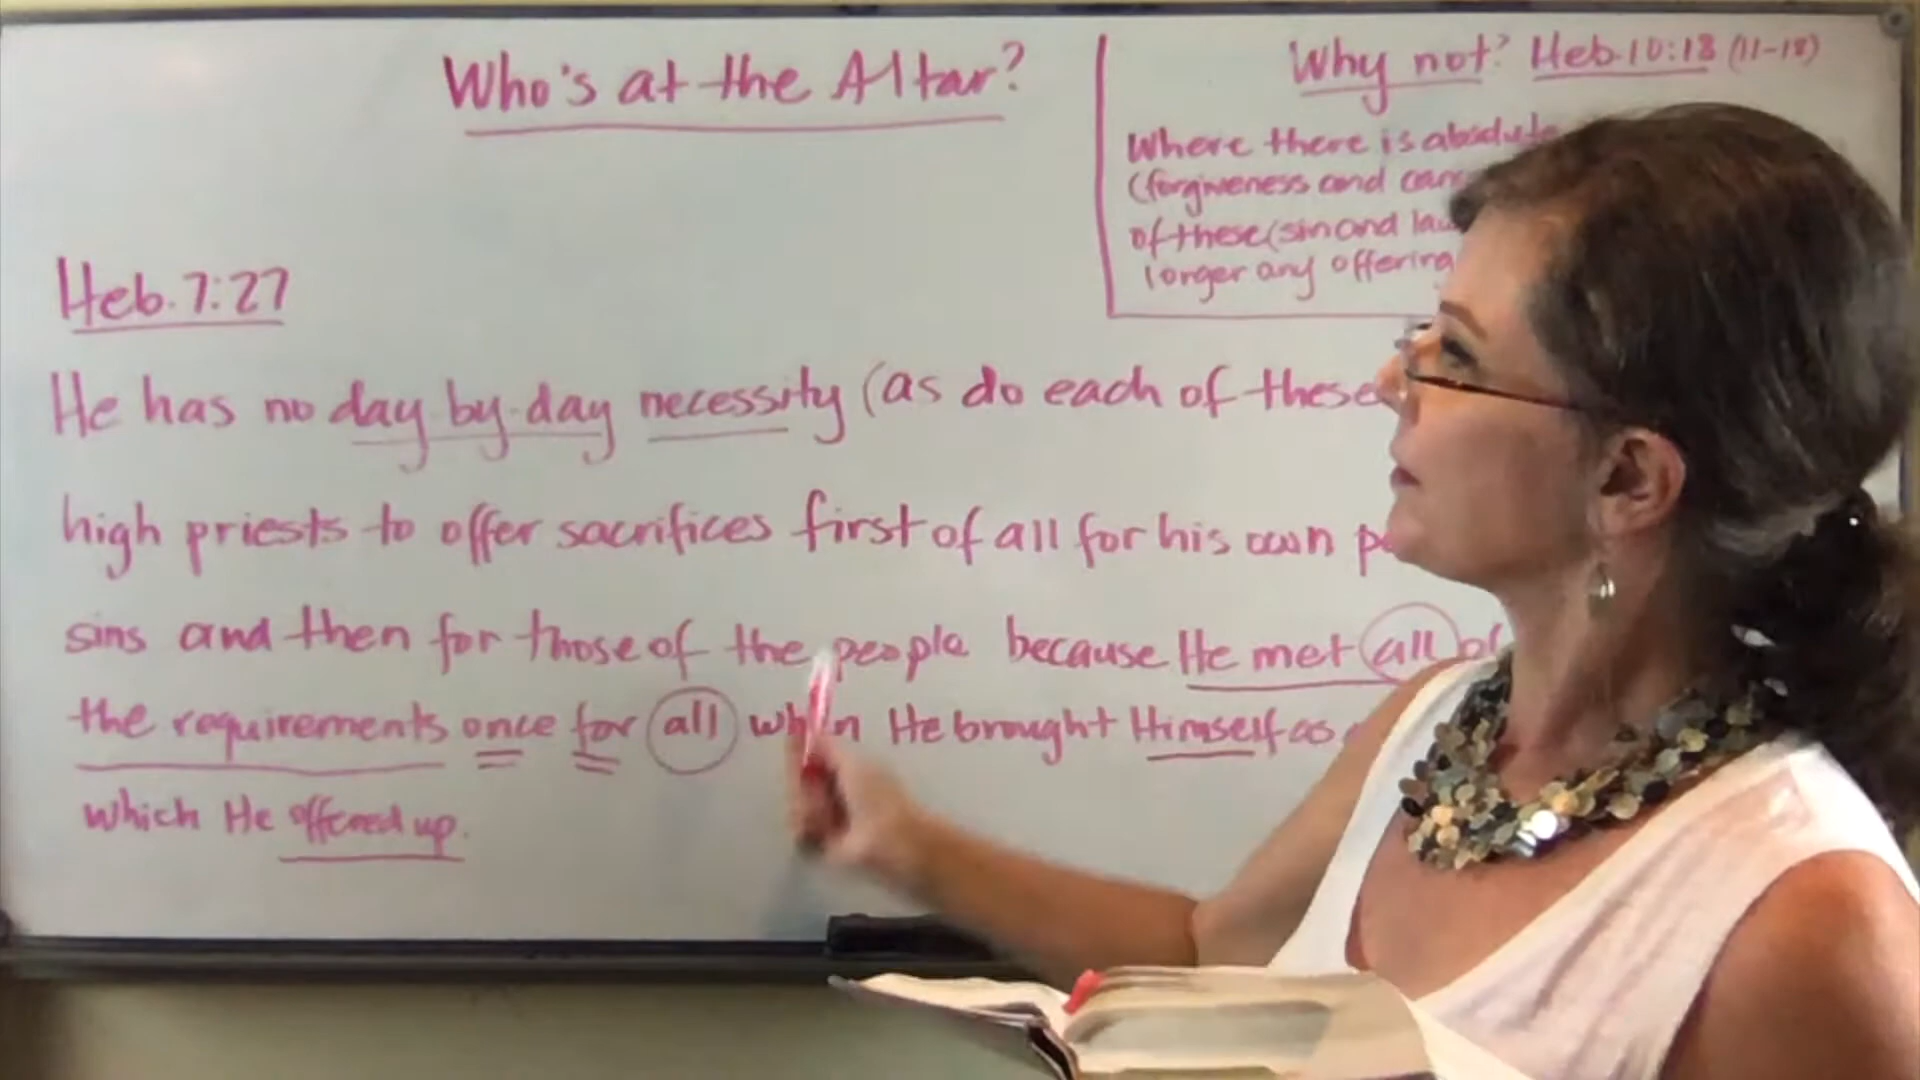 Who's at the Altar?
Why not? Heb. 10:18 (11-18)
Where there is absolute
(forgiveness and
of these (sin and
longer any offering
Heb. 7:27
He has no day by day necessity (as do each of these
high priests to offer sacrifices first of all for his own
sins and then for those of the people because He met all of
the requirements once for all when He brought Himself as
which He offered up.